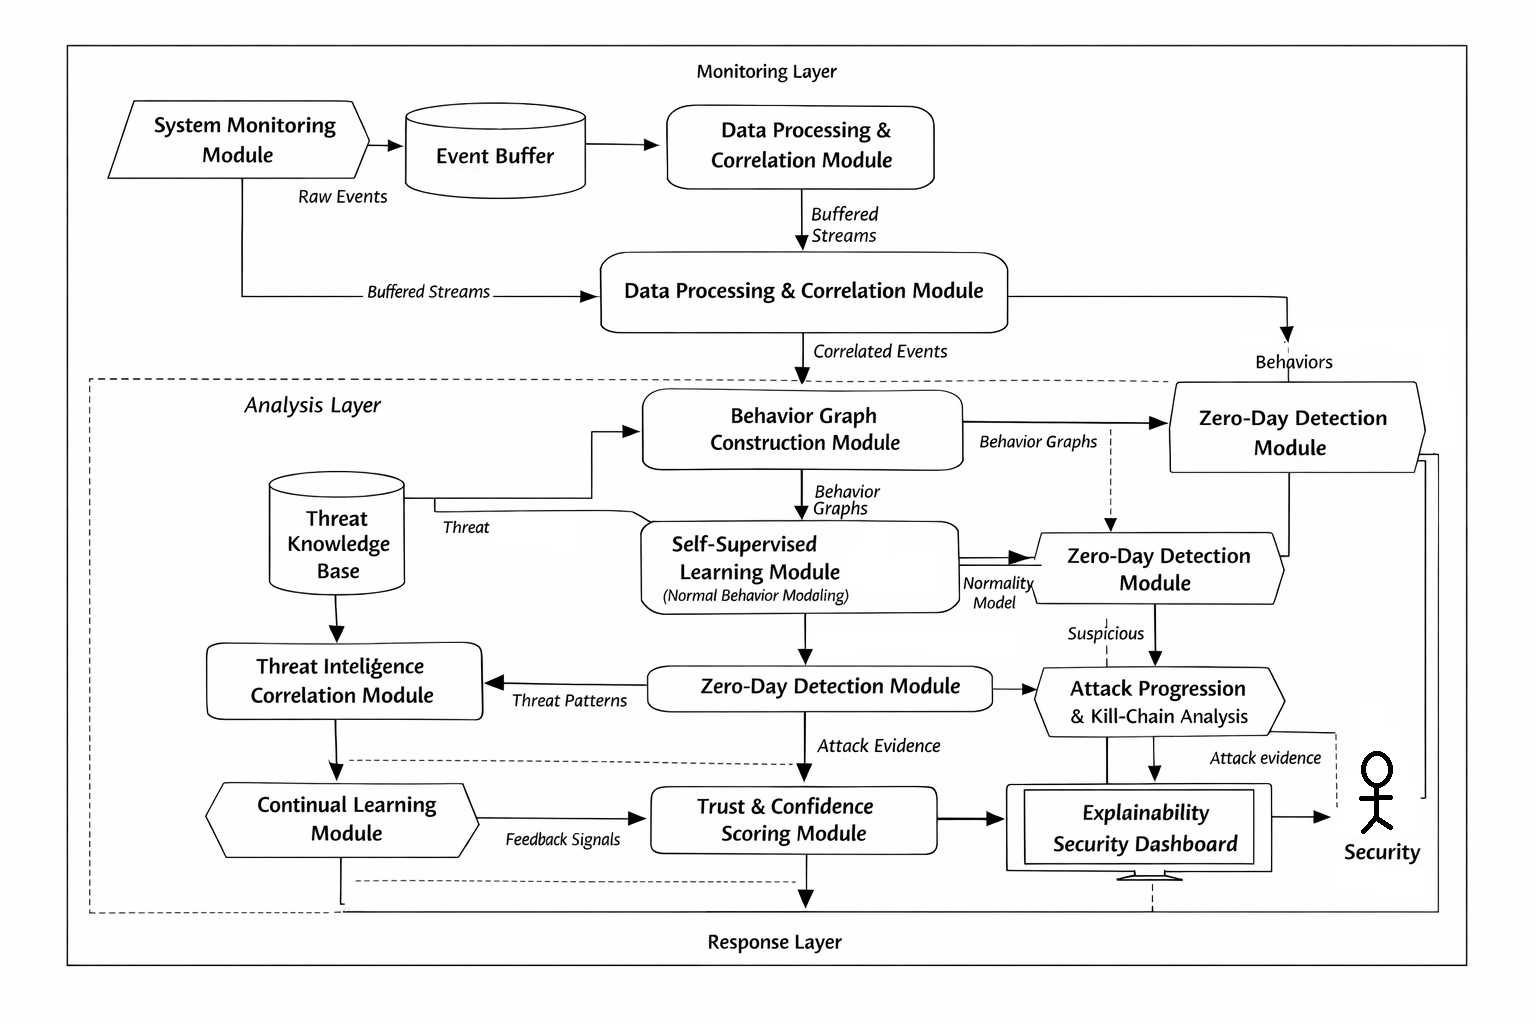 Monitoring Layer
System Monitoring
Module
Event Buffer
Data Processing &
Correlation Module
Raw Events
Buffered
Streams
Buffered Streams
Data Processing & Correlation Module
Correlated Events
Behaviors
Analysis Layer
Behavior Graph
Construction Module
Behavior Graphs
Zero-Day Detection
Module
Threat
Knowledge
Base
Threat
Behavior
Graphs
Self-Supervised
Learning Module
(Normal Behavior Modaling)
Normality
Model
Zero-Day Detection
Module
Suspicious
Threat Inteligence
Correlation Module
Threat Patterns
Zero-Day Detection Module
Attack Progression
& Kill-Chain Analysis
Attack Evidence
Attack evidence
Continual Learning
Module
Feedback Signals
Trust & Confidence
Scoring Module
Explainability
Security Dashboard
Security
Response Layer